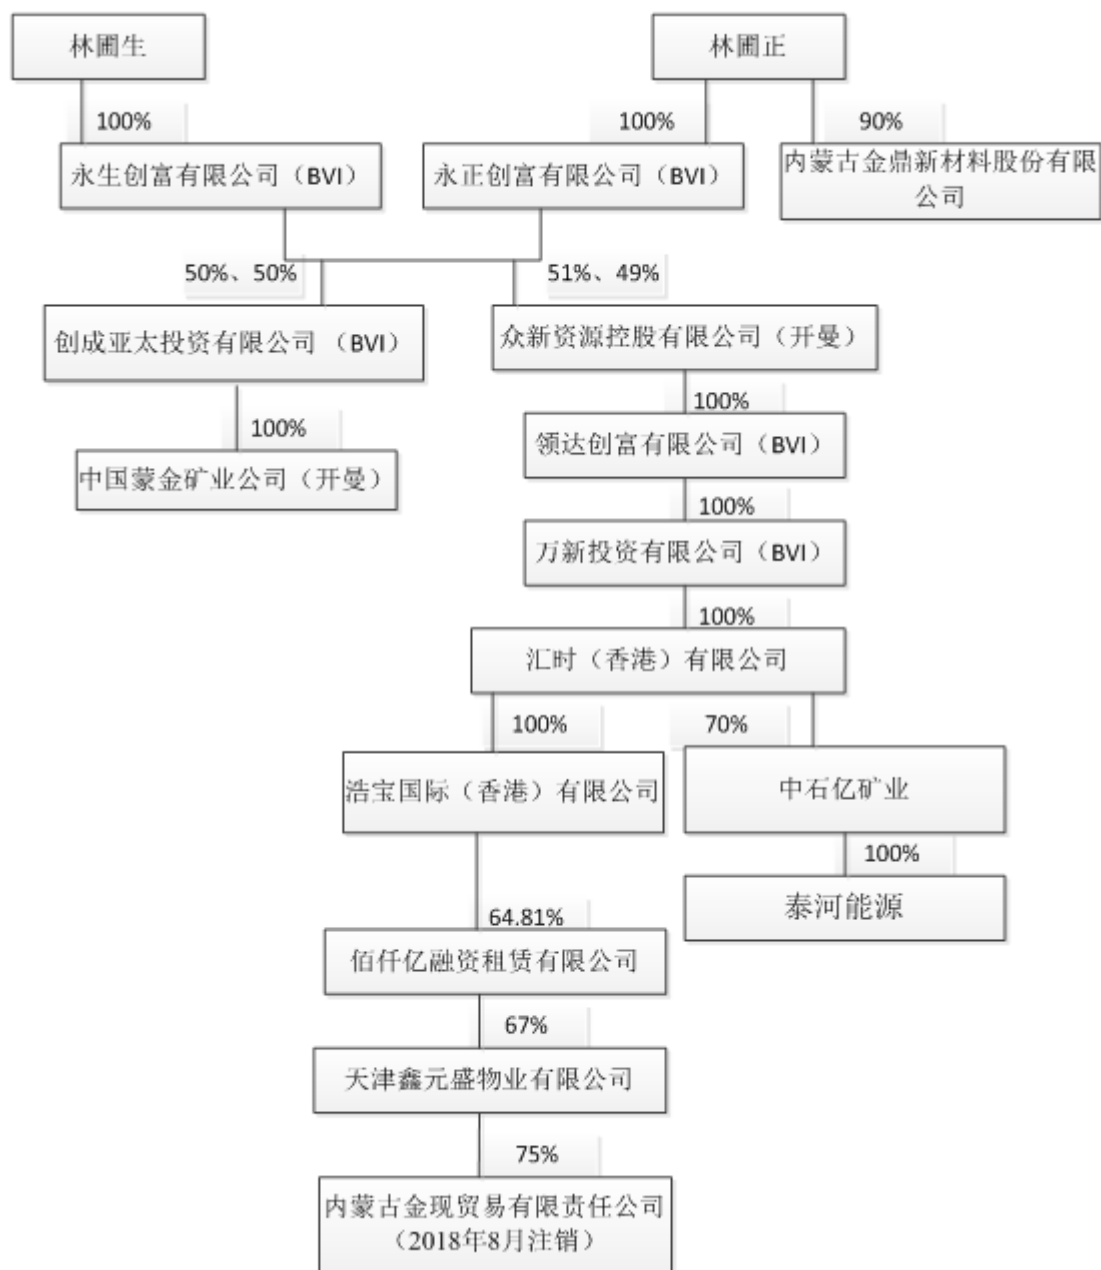 林圃生
林圃正
100%
100%
90%
永生创富有限公司（BVI）
永正创富有限公司（BVI）
内蒙古金鼎新材料股份有限
公司
50%、50%
51%、49%
创成亚太投资有限公司 （BVI）
众新资源控股有限公司（开曼）
100%
100%
领达创富有限公司（BVI）
中国蒙金矿业公司（开曼）
100%
万新投资有限公司（BVI）
100%
汇时（香港）有限公司
100%
70%
浩宝国际（香港）有限公司
中石亿矿业
100%
泰河能源
64.81%
佰仟亿融资租赁有限公司
67%
天津鑫元盛物业有限公司
75%
内蒙古金现贸易有限责任公司
（2018年8月注销）